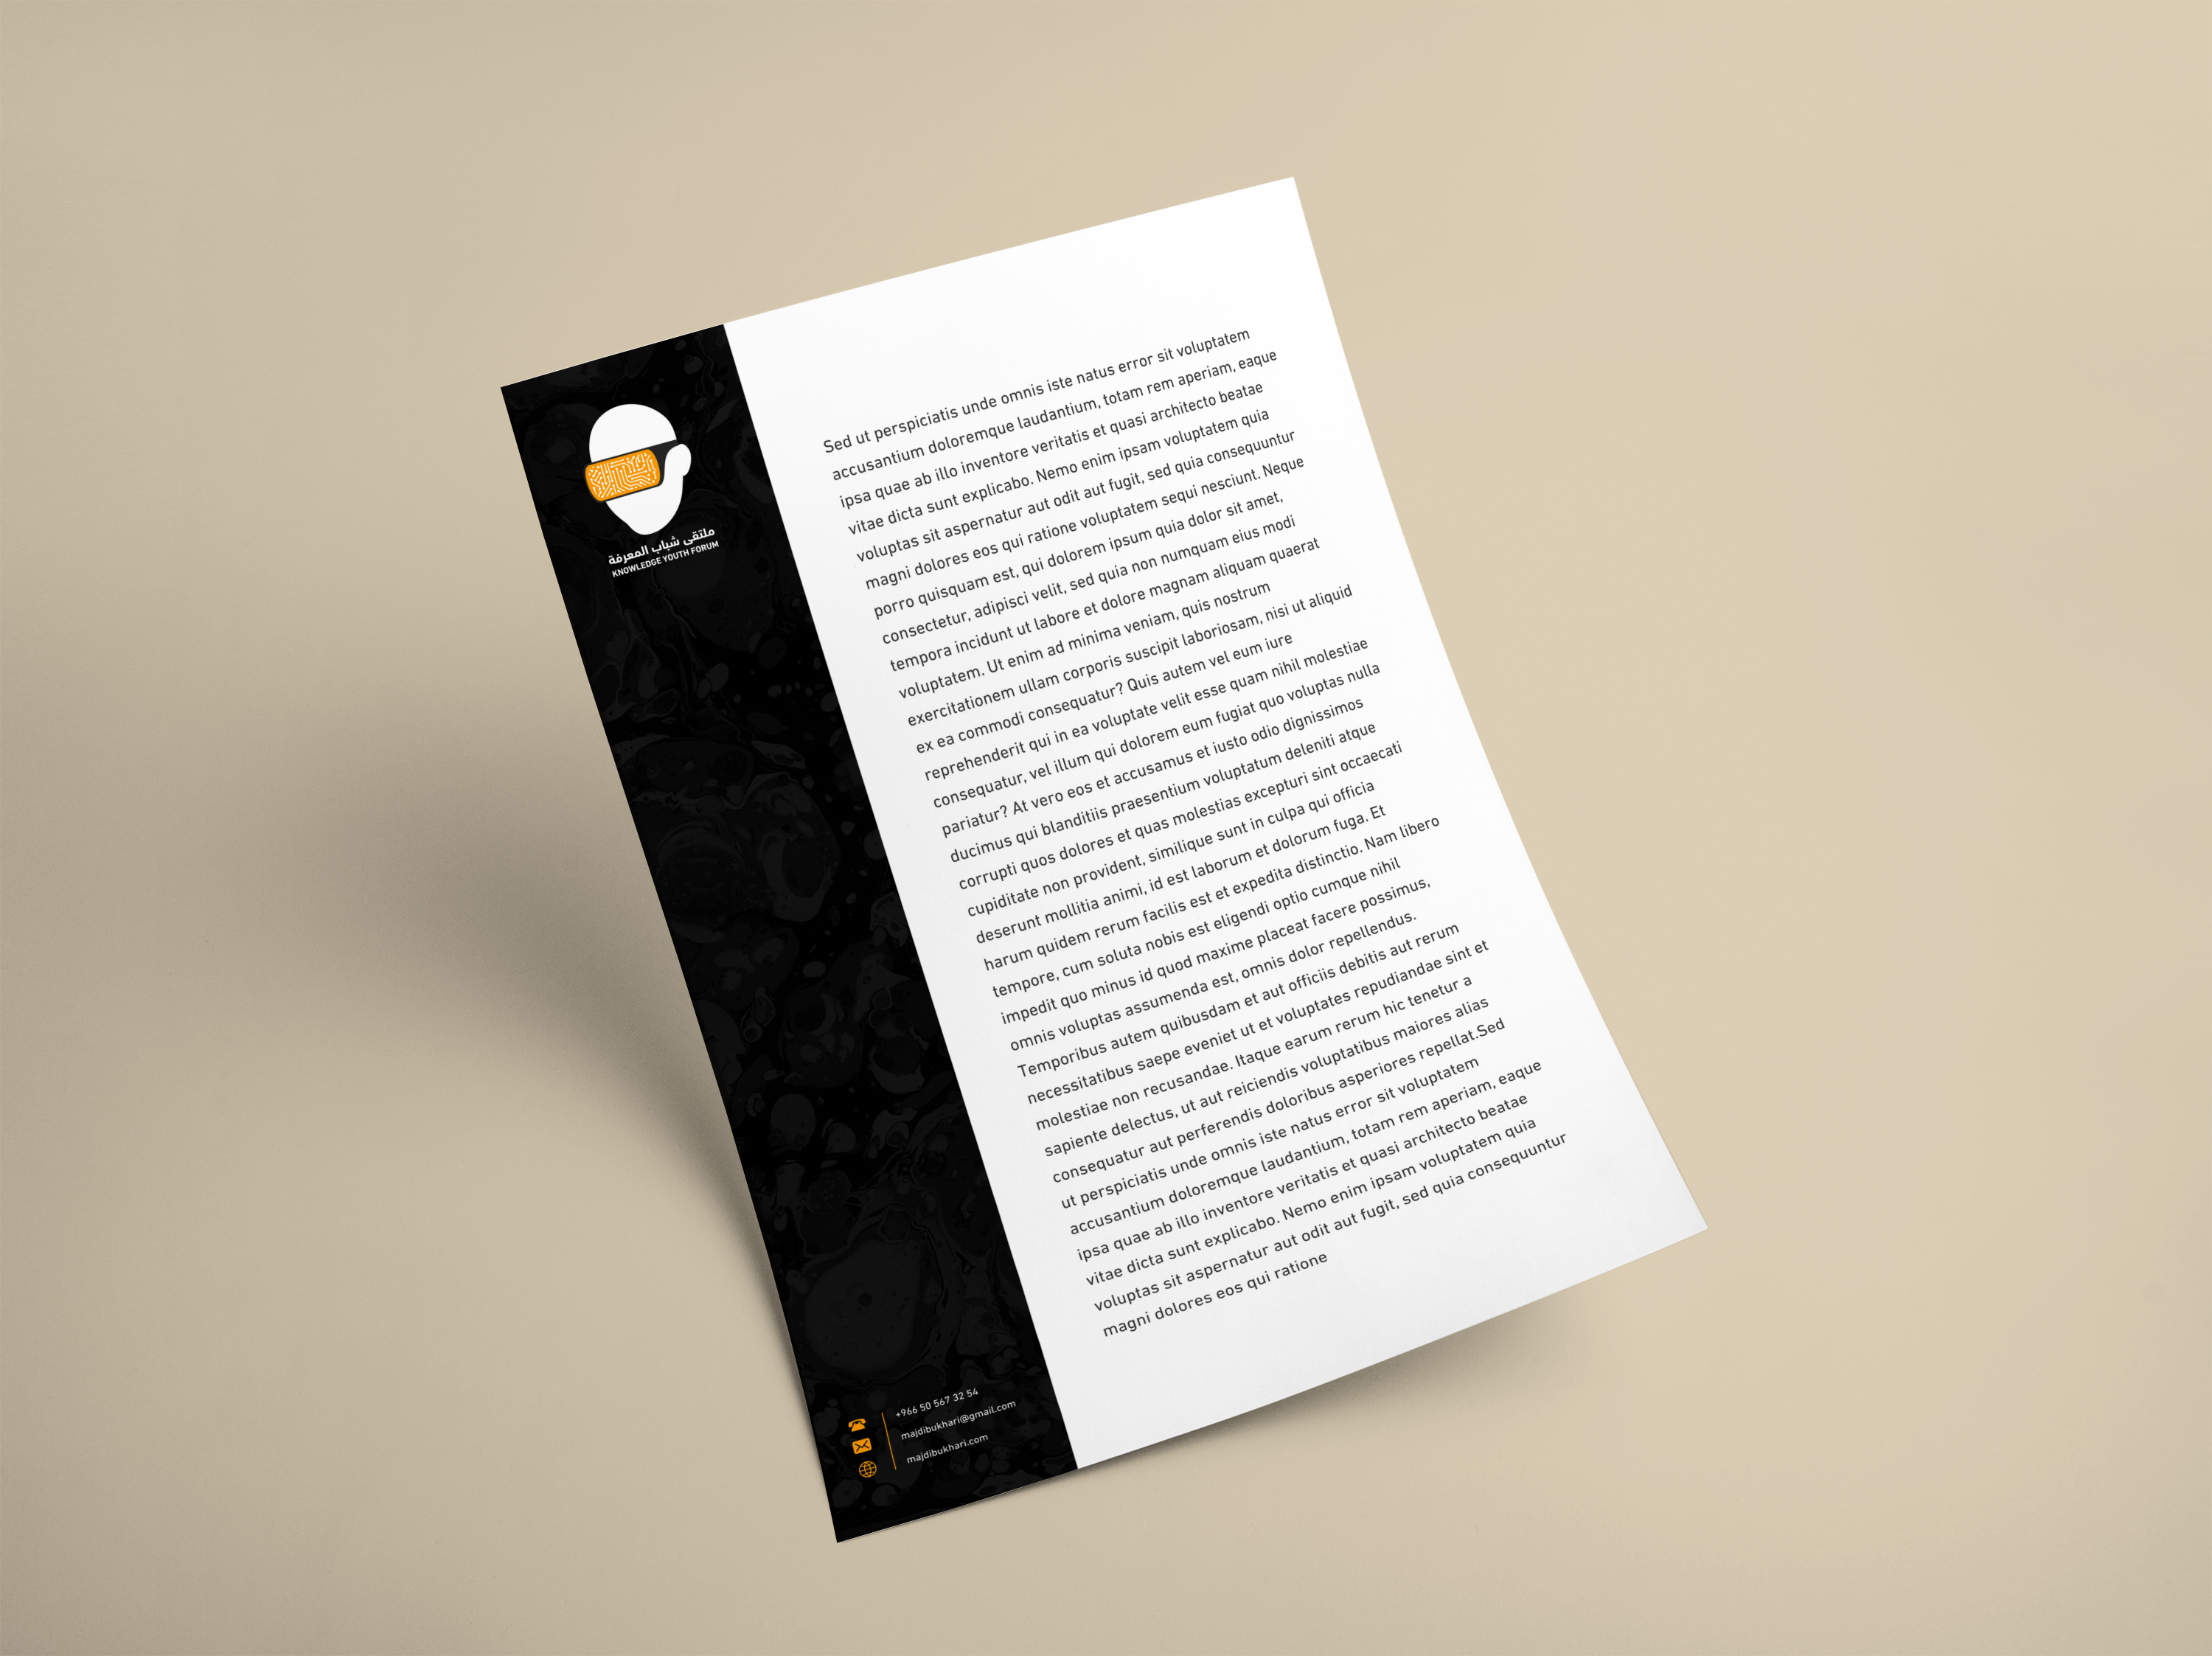 ملتقى شباب المعرفة
KNOWLEDGE YOUTH FORUM
Sed ut perspiciatis unde omnis iste natus error sit voluptatem
accusantium doloremque laudantium, totam rem aperiam, eaque
ipsa quae ab illo inventore veritatis et quasi architecto beatae
vitae dicta sunt explicabo. Nemo enim ipsam voluptatem quia
voluptas sit aspernatur aut odit aut fugit, sed quia consequuntur
magni dolores eos qui ratione voluptatem sequi nesciunt. Neque
porro quisquam est, qui dolorem ipsum quia dolor sit amet,
consectetur, adipisci velit, sed quia non numquam eius modi
tempora incidunt ut labore et dolore magnam aliquam quaerat
voluptatem. Ut enim ad minima veniam, quis nostrum
exercitationem ullam corporis suscipit laboriosam, nisi ut aliquid
ex ea commodi consequatur? Quis autem vel eum iure
reprehenderit qui in ea voluptate velit esse quam nihil molestiae
consequatur, vel illum qui dolorem eum fugiat quo voluptas nulla
pariatur? At vero eos et accusamus et iusto odio dignissimos
ducimus qui blanditiis praesentium voluptatum deleniti atque
corrupti quos dolores et quas molestias excepturi sint occaecati
cupiditate non provident, similique sunt in culpa qui officia
deserunt mollitia animi, id est laborum et dolorum fuga. Et
harum quidem rerum facilis est et expedita distinctio. Nam libero
tempore, cum soluta nobis est eligendi optio cumque nihil
impedit quo minus id quod maxime placeat facere possimus,
omnis voluptas assumenda est, omnis dolor repellendus.
Temporibus autem quibusdam et aut officiis debitis aut rerum
necessitatibus saepe eveniet ut et voluptates repudiandae sint et
molestiae non recusandae. Itaque earum rerum hic tenetur a
sapiente delectus, ut aut reiciendis voluptatibus maiores alias
consequatur aut perferendis doloribus asperiores repellat.Sed
ut perspiciatis unde omnis iste natus error sit voluptatem
accusantium doloremque laudantium, totam rem aperiam, eaque
ipsa quae ab illo inventore veritatis et quasi architecto beatae
vitae dicta sunt explicabo. Nemo enim ipsam voluptatem quia
voluptas sit aspernatur aut odit aut fugit, sed quia consequuntur
magni dolores eos qui ratione
+966 50 567 32 54
majdibukhari@gmail.com
majdibukhari.com